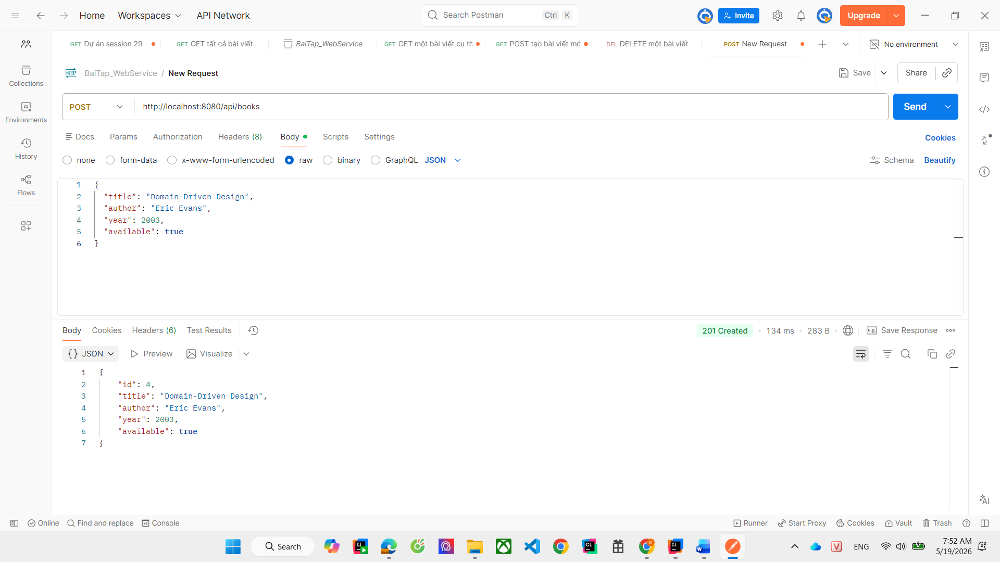 Home Workspaces API Network Search Postman Ctrl K Invite Upgrade
GET Dự án session 29 GET GET tất cả bài viết BaiTap_WebService GET GET một bài viết cụ th POST tạo bài viết mó DEL DELETE một bài viết POST New Request No environment
BaiTap_WebService / New Request Save Share
Collections
Environments
History
Flows
POST http://localhost:8080/api/books Send
Docs Params Authorization Headers (8) Body Scripts Settings Cookies
none form-data x-www-form-urlencoded raw binary GraphQL JSON Schema Beautify
1 {
2 "title": "Domain-Driven Design",
3 "author": "Eric Evans",
4 "year": 2003,
5 "available": true
6 }
Body Cookies Headers (6) Test Results 201 Created 134 ms 283 B e.g. Save Response
{} JSON Preview Visualize
1 {
2 "id": 4,
3 "title": "Domain-Driven Design",
4 "author": "Eric Evans",
5 "year": 2003,
6 "available": true
7 }
AI
Online Find and replace Console Runner Start Proxy Cookies Vault Trash
Search ENG 7:52 AM
5/19/2026